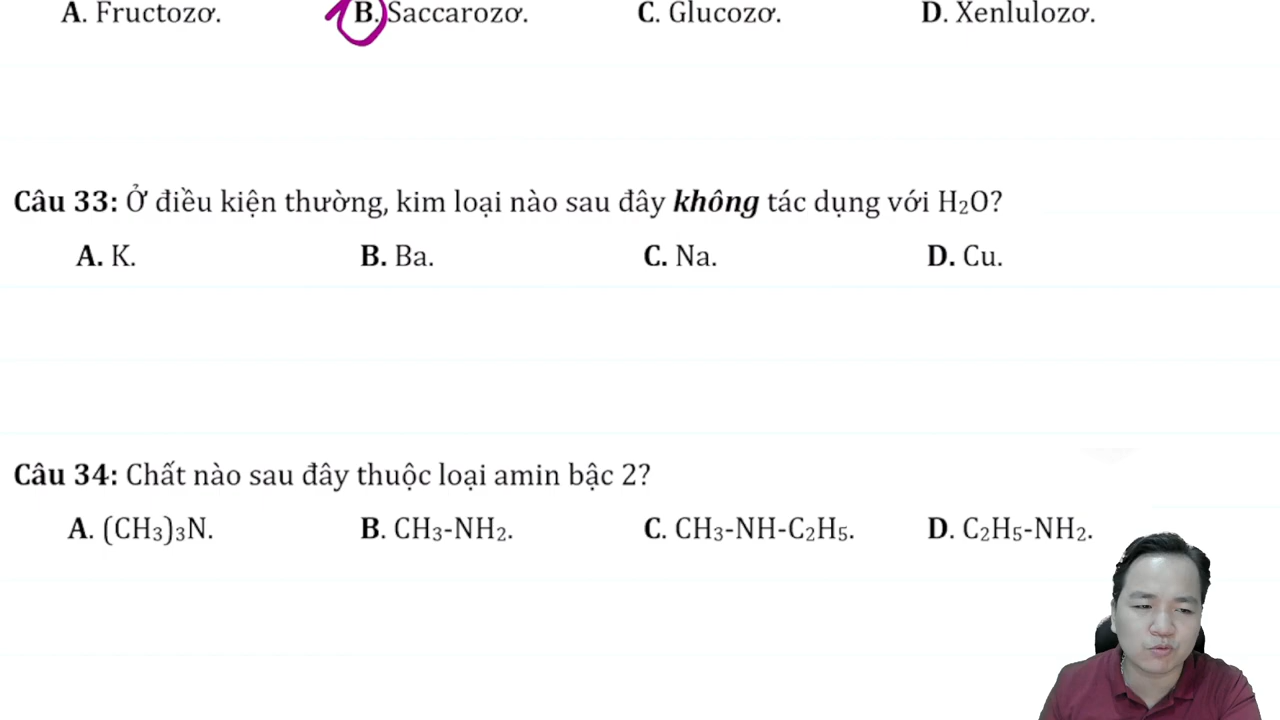 A. Fructozơ. B. Saccarozơ. C. Glucozơ. D. Xenlulozơ.
Câu 33: Ở điều kiện thường, kim loại nào sau đây không tác dụng với H₂O?
A. K. B. Ba. C. Na. D. Cu.
Câu 34: Chất nào sau đây thuộc loại amin bậc 2?
A. (CH₃)₃N. B. CH₃-NH₂. C. CH₃-NH-C₂H₅. D. C₂H₅-NH₂.